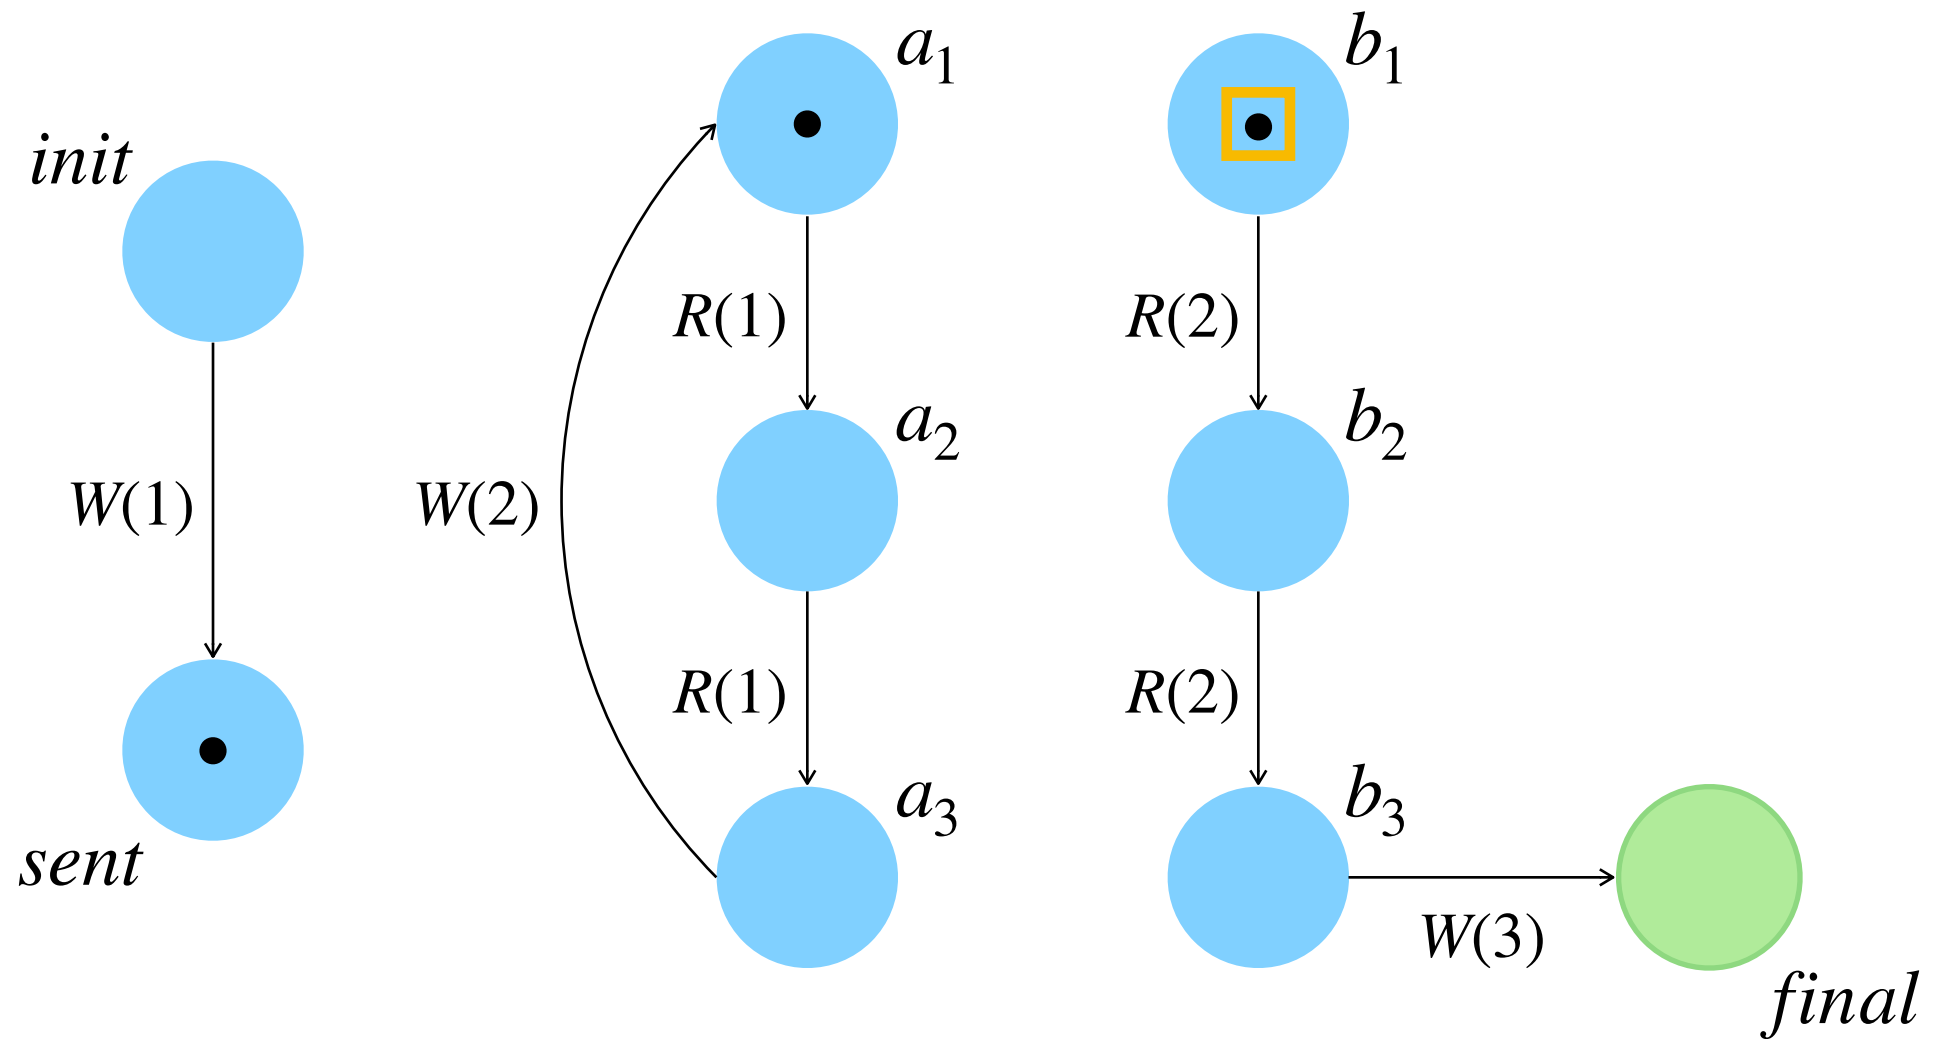 init
W(1)
sent
a₁
R(1)
a₂
W(2)
R(1)
a₃
b₁
R(2)
b₂
R(2)
b₃
W(3)
final